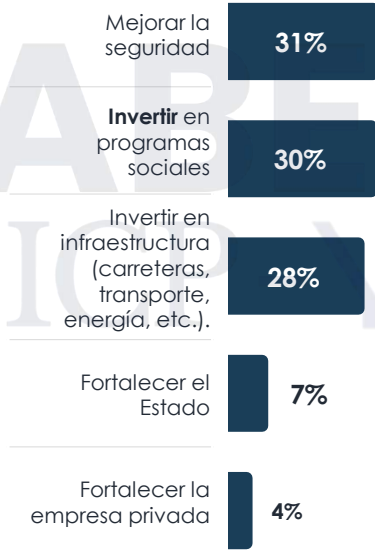 Mejorar la
seguridad
31%
Invertir en
programas
sociales
30%
Invertir en
infraestructura
(carreteras,
transporte,
energía, etc.).
28%
Fortalecer el
Estado
7%
Fortalecer la
empresa privada
4%